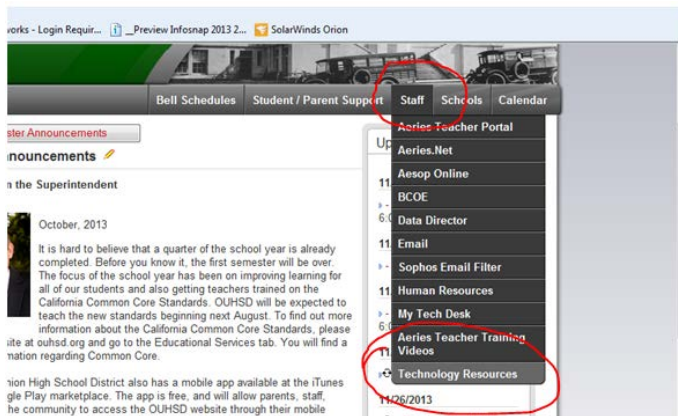 vorks - Login Requir... __Preview Infosnap 2013 2... SolarWinds Orion
Bell Schedules Student / Parent Support Staff Schools Calendar
ster Announcements
nnouncements
n the Superintendent
October, 2013
It is hard to believe that a quarter of the school year is already
completed. Before you know it, the first semester will be over.
The focus of the school year has been on improving learning for
all of our students and also getting teachers trained on the
California Common Core Standards. OUHSD will be expected to
teach the new standards beginning next August. To find out more
information about the California Common Core Standards, please
site at ouhsd.org and go to the Educational Services tab. You will find a
mation regarding Common Core.
nion High School District also has a mobile app available at the iTunes
gle Play marketplace. The app is free, and will allow parents, staff,
he community to access the OUHSD website through their mobile
Aeries Teacher Portal
Aeries.Net
Aesop Online
BCOE
Data Director
Email
Sophos Email Filter
Human Resources
My Tech Desk
Aeries Teacher Training
Videos
Technology Resources
Up
11/
6:0
11/
11/
6:0
11/
11/26/2013